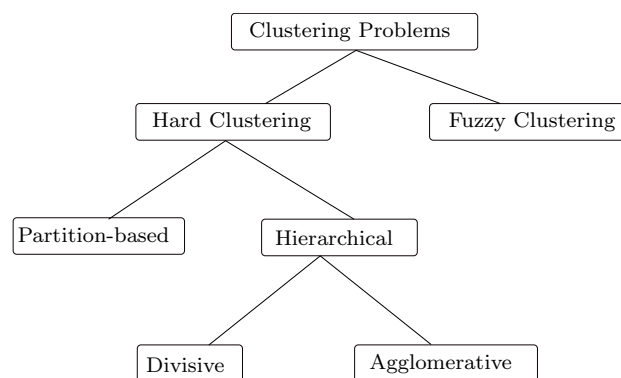 Clustering Problems
Hard Clustering
Fuzzy Clustering
Partition-based
Hierarchical
Divisive
Agglomerative